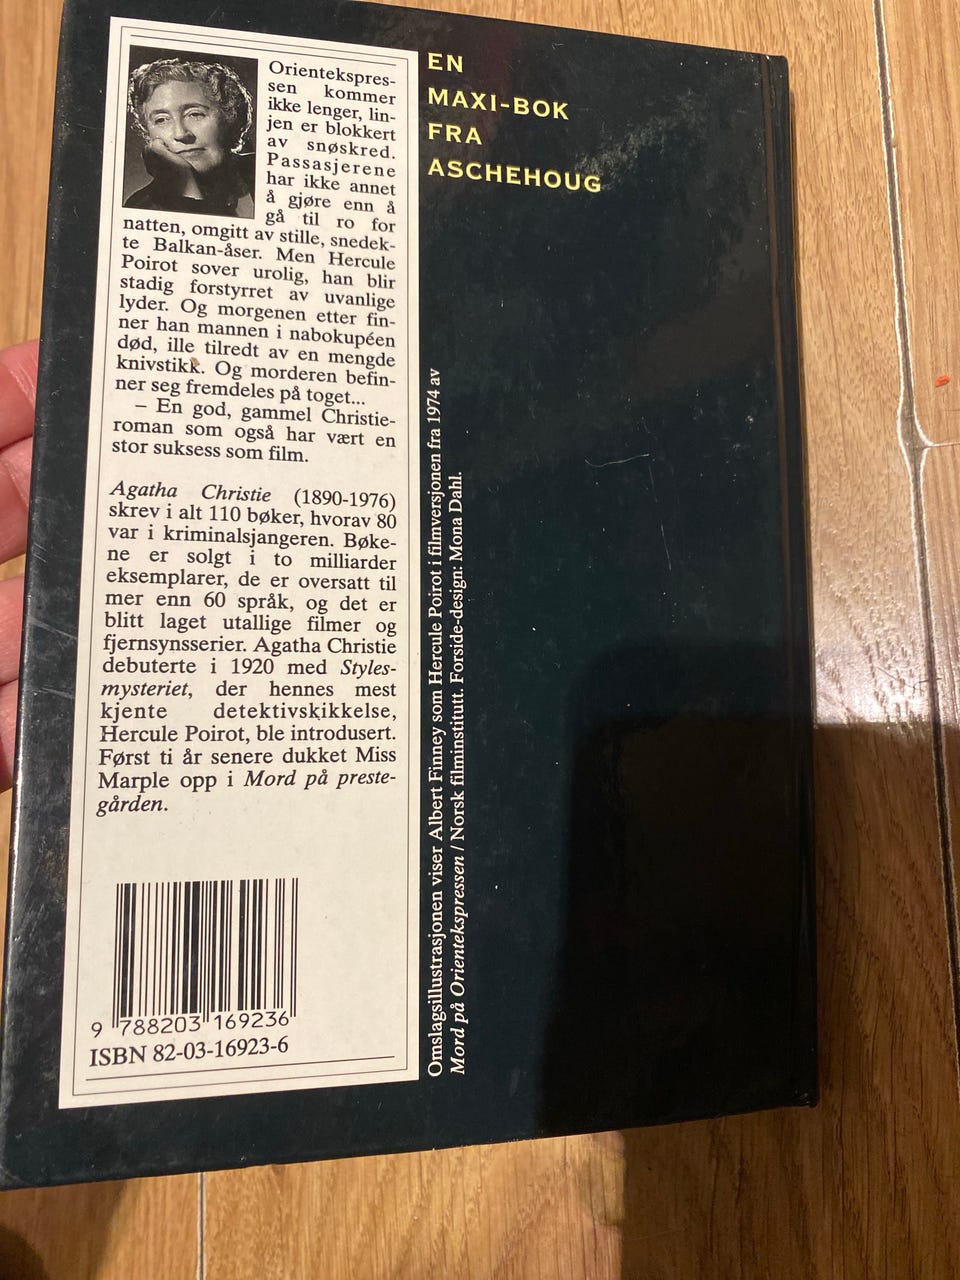 Orientekspres-
sen kommer
ikke lenger, lin-
jen er blokkert
av snøskred.
Passasjerene
har ikke annet
å gjøre enn å
gå til ro for
natten, omgitt av stille, snedek-
te Balkan-åser. Men Hercule
Poirot sover urolig, han blir
stadig forstyrret av uvanlige
lyder. Og morgenen etter fin-
ner han mannen i nabokupéen
død, ille tilredt av en mengde
knivstikk. Og morderen befin-
ner seg fremdeles på toget...
– En god, gammel Christie-
roman som også har vært en
stor suksess som film.
Agatha Christie (1890-1976)
skrev i alt 110 bøker, hvorav 80
var i kriminalsjangeren. Bøke-
ne er solgt i to milliarder
eksemplarer, de er oversatt til
mer enn 60 språk, og det er
blitt laget utallige filmer og
fjernsynsserier. Agatha Christie
debuterte i 1920 med Styles-
mysteriet, der hennes mest
kjente detektivskikkelse,
Hercule Poirot, ble introdusert.
Først ti år senere dukket Miss
Marple opp i Mord på preste-
gården.
9 788203 169236
ISBN 82-03-16923-6
EN
MAXI-BOK
FRA
ASCHEHOUG
Omslagsillustrasjonen viser Albert Finney som Hercule Poirot i filmversjonen fra 1974 av
Mord på Orientekspressen / Norsk filminstitutt. Forside-design: Mona Dahl.